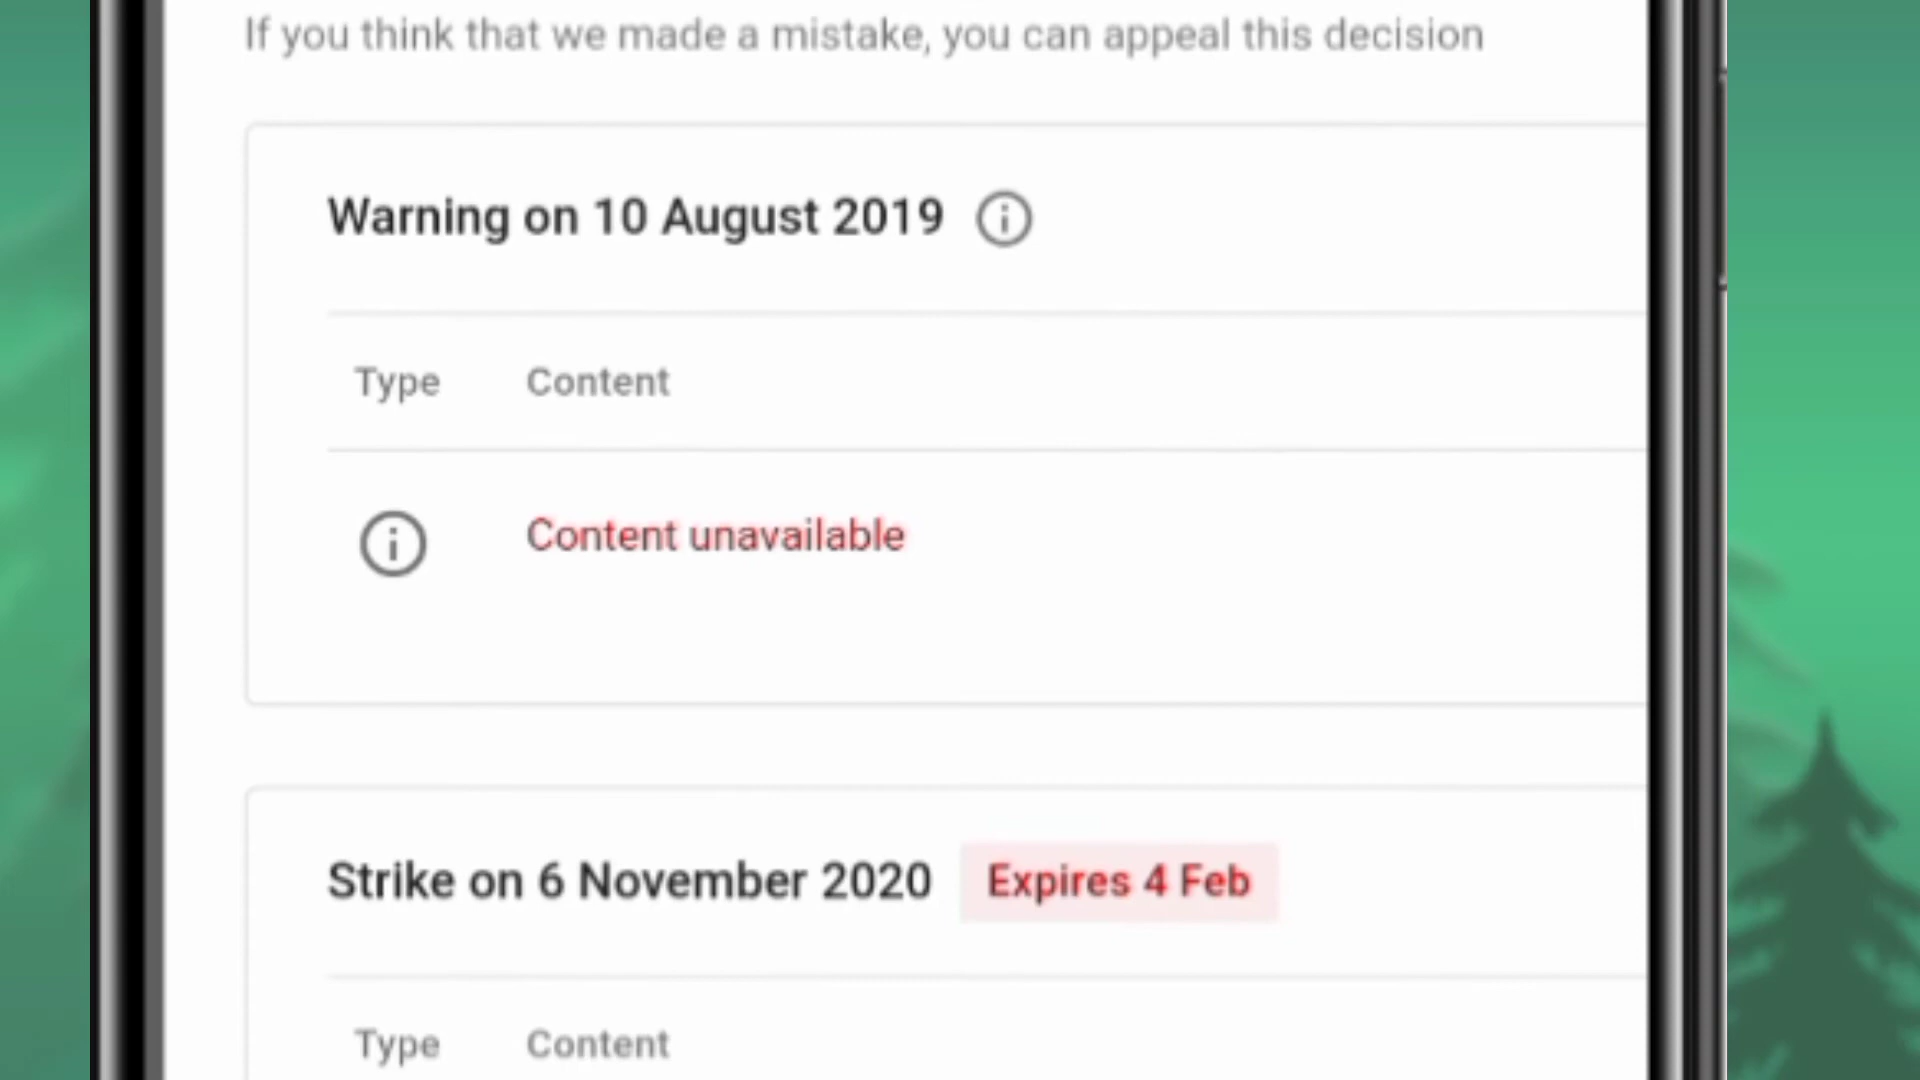 If you think that we made a mistake, you can appeal this decision
Warning on 10 August 2019
Type Content
Content unavailable
Strike on 6 November 2020 Expires 4 Feb
Type Content